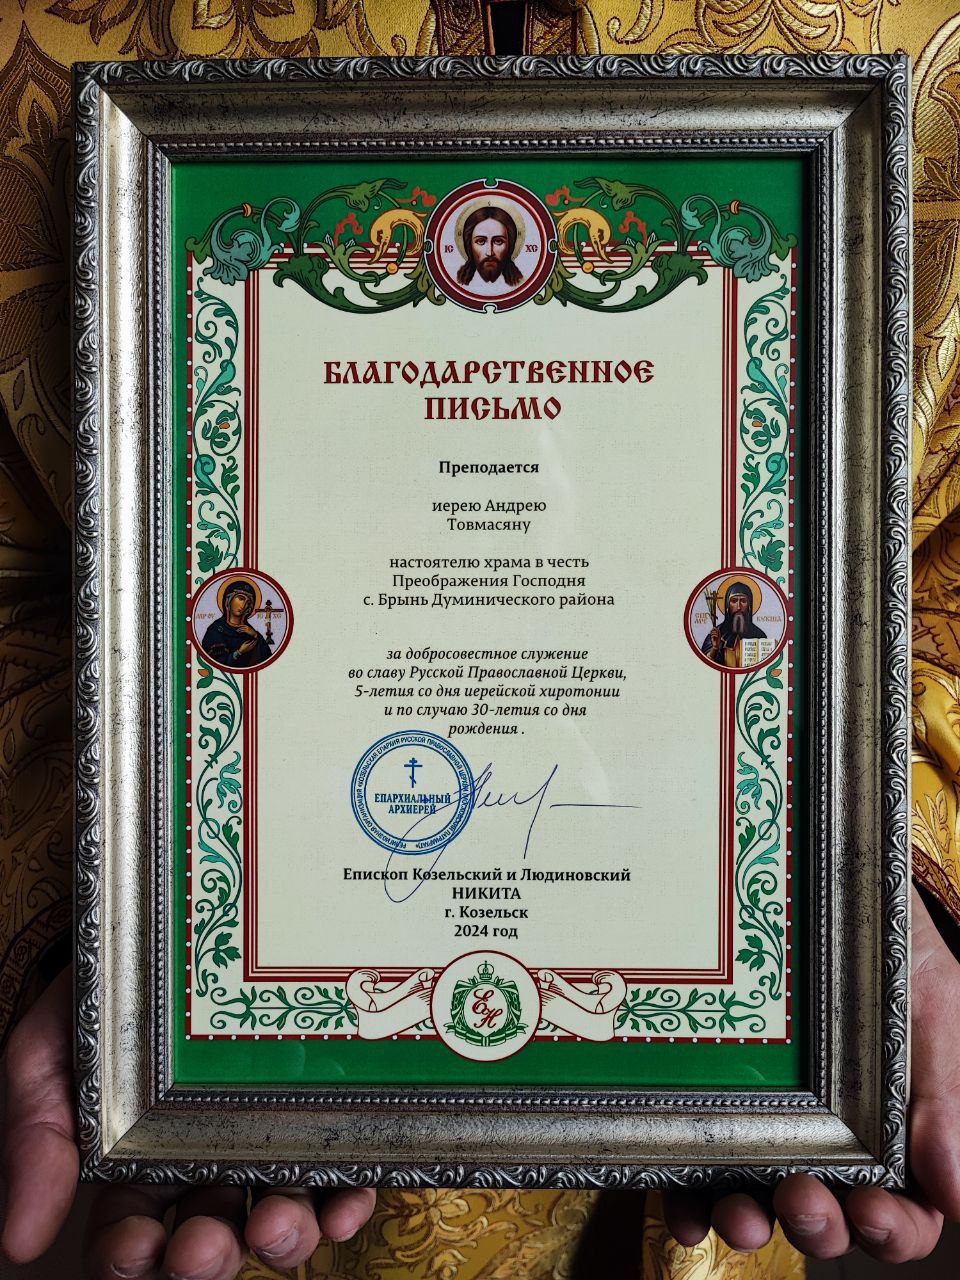 IC ХС
БЛАГОДАРСТВЕННОЕ
ПИСЬМО
Преподается
иерею Андрею
Товмасяну
настоятелю храма в честь
Преображения Господня
с. Брынь Думинического района
за добросовестное служение
во славу Русской Православной Церкви,
5-летия со дня иерейской хиротонии
и по случаю 30-летия со дня
рождения .
ЕПАРХИАЛЬНЫЙ
АРХИЕРЕЙ
Епископ Козельский и Людиновский
НИКИТА
г. Козельск
2024 год
ЕН